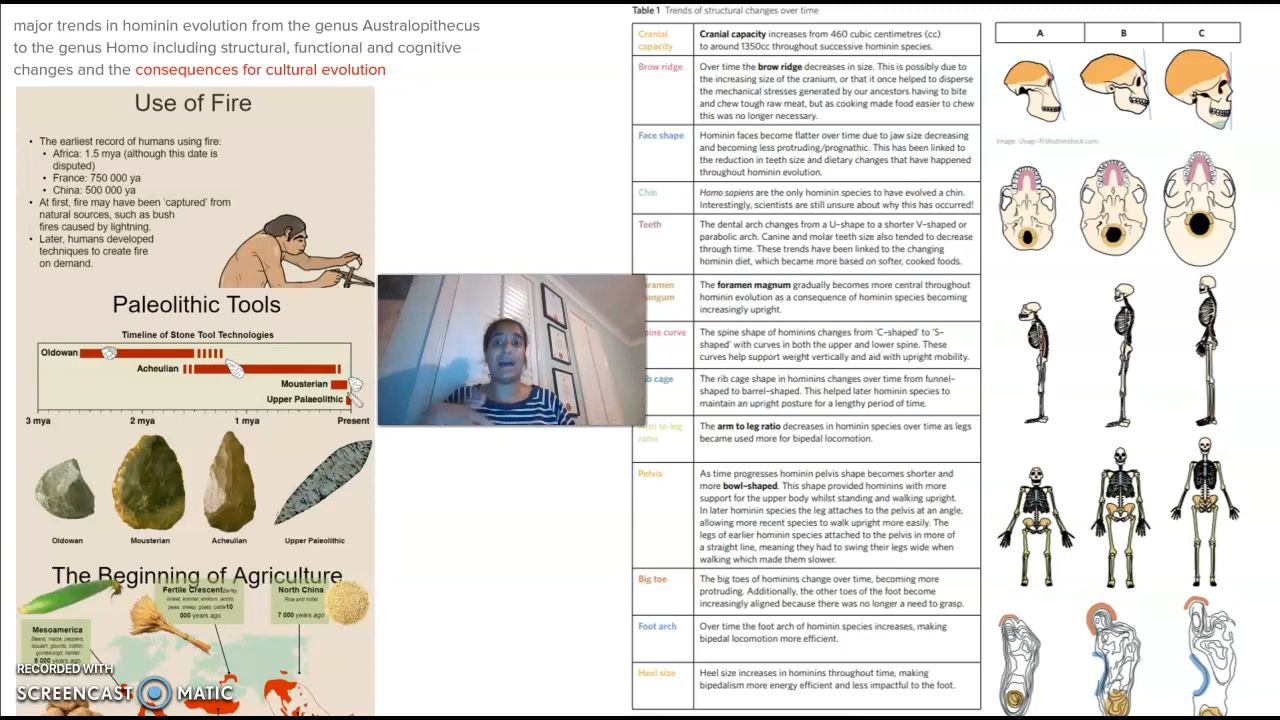 major trends in hominin evolution from the genus Australopithecus
to the genus Homo including structural, functional and cognitive
changes and the consequences for cultural evolution
Use of Fire
• The earliest record of humans using fire:
• Africa: 1.5 mya (although this date is
disputed)
• France: 750 000 ya
• China: 500 000 ya
• At first, fire may have been 'captured' from
natural sources, such as bush
fires caused by lightning.
• Later, humans developed
techniques to create fire
on demand.
Paleolithic Tools
Timeline of Stone Tool Technologies
Oldowan
Acheulian
Mousterian
Upper Palaeolithic
3 mya 2 mya 1 mya Present
Oldowan Mousterian Acheulian Upper Paleolithic
The Beginning of Agriculture
Fertile Crescent
10
000 years ago
North China
Rice and millet
7 000 years ago
Mesoamerica
8 000 years ago
RECORDED WITH
SCREENCAST MATIC
Table 1 Trends of structural changes over time
Cranial
capacity
Cranial capacity increases from 460 cubic centimetres (cc)
to around 1350cc throughout successive hominin species.
Brow ridge
Over time the brow ridge decreases in size. This is possibly due to
the increasing size of the cranium, or that it once helped to disperse
the mechanical stresses generated by our ancestors having to bite
and chew tough raw meat, but as cooking made food easier to chew
this was no longer necessary.
Face shape
Hominin faces become flatter over time due to jaw size decreasing
and becoming less protruding/prognathic. This has been linked to
the reduction in teeth size and dietary changes that have happened
throughout hominin evolution.
Chin
Homo sapiens are the only hominin species to have evolved a chin.
Interestingly, scientists are still unsure about why this has occurred!
Teeth
The dental arch changes from a U-shape to a shorter V-shaped or
parabolic arch. Canine and molar teeth size also tended to decrease
through time. These trends have been linked to the changing
hominin diet, which became more based on softer, cooked foods.
oramen
angum
The foramen magnum gradually becomes more central throughout
hominin evolution as a consequence of hominin species becoming
increasingly upright.
pine curve
The spine shape of hominins changes from 'C-shaped' to 'S-
shaped' with curves in both the upper and lower spine. These
curves help support weight vertically and aid with upright mobility.
ib cage
The rib cage shape in hominins changes over time from funnel-
shaped to barrel-shaped. This helped later hominin species to
maintain an upright posture for a lengthy period of time.
arm to leg
ratio
The arm to leg ratio decreases in hominin species over time as legs
became used more for bipedal locomotion.
Pelvis
As time progresses hominin pelvis shape becomes shorter and
more bowl-shaped. This shape provided hominins with more
support for the upper body whilst standing and walking upright.
In later hominin species the leg attaches to the pelvis at an angle,
allowing more recent species to walk upright more easily. The
legs of earlier hominin species attached to the pelvis in more of
a straight line, meaning they had to swing their legs wide when
walking which made them slower.
Big toe
The big toes of hominins change over time, becoming more
protruding. Additionally, the other toes of the foot become
increasingly aligned because there was no longer a need to grasp.
Foot arch
Over time the foot arch of hominin species increases, making
bipedal locomotion more efficient.
Heel size
Heel size increases in hominins throughout time, making
bipedalism more energy efficient and less impactful to the foot.
A B C